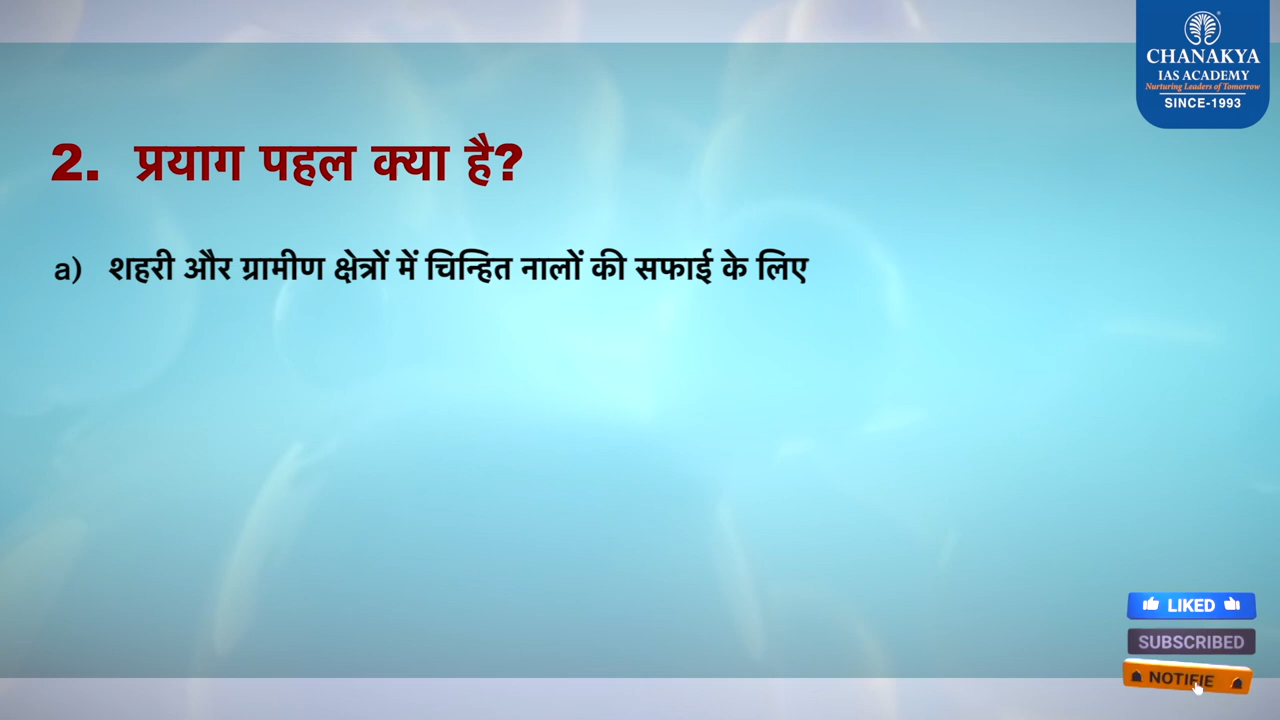 CHANAKYA
IAS ACADEMY
Nurturing Leaders of Tomorrow
SINCE-1993
2. प्रयाग पहल क्या है?
a) शहरी और ग्रामीण क्षेत्रों में चिन्हित नालों की सफाई के लिए
LIKED
SUBSCRIBED
NOTIFIE